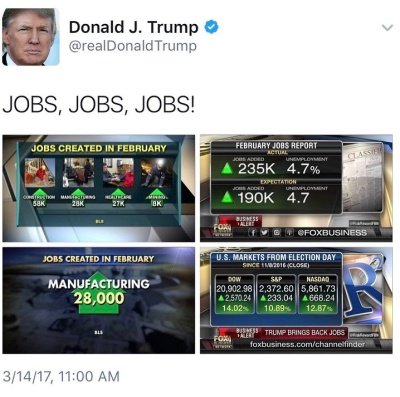 Donald J. Trump
@realDonaldTrump
JOBS, JOBS, JOBS!
JOBS CREATED IN FEBRUARY
CONSTRUCTION MANUFACTURING HEALTHCARE MINING
58K 28K 27K 8K
BLS
FEBRUARY JOBS REPORT
ACTUAL
JOBS ADDED UNEMPLOYMENT
235K 4.7%
EXPECTATION
JOBS ADDED UNEMPLOYMENT
190K 4.7
FOX BUSINESS ALERT
@FOXBUSINESS
JOBS CREATED IN FEBRUARY
MANUFACTURING
28,000
BLS
U.S. MARKETS FROM ELECTION DAY
SINCE 11/8/2016 (CLOSE)
DOW S&P NASDAQ
20,902.98 2,372.60 5,861.73
▲2,570.24 ▲233.04 ▲668.24
14.02% 10.89% 12.87%
FOX BUSINESS ALERT
TRUMP BRINGS BACK JOBS
foxbusiness.com/channelfinder
3/14/17, 11:00 AM